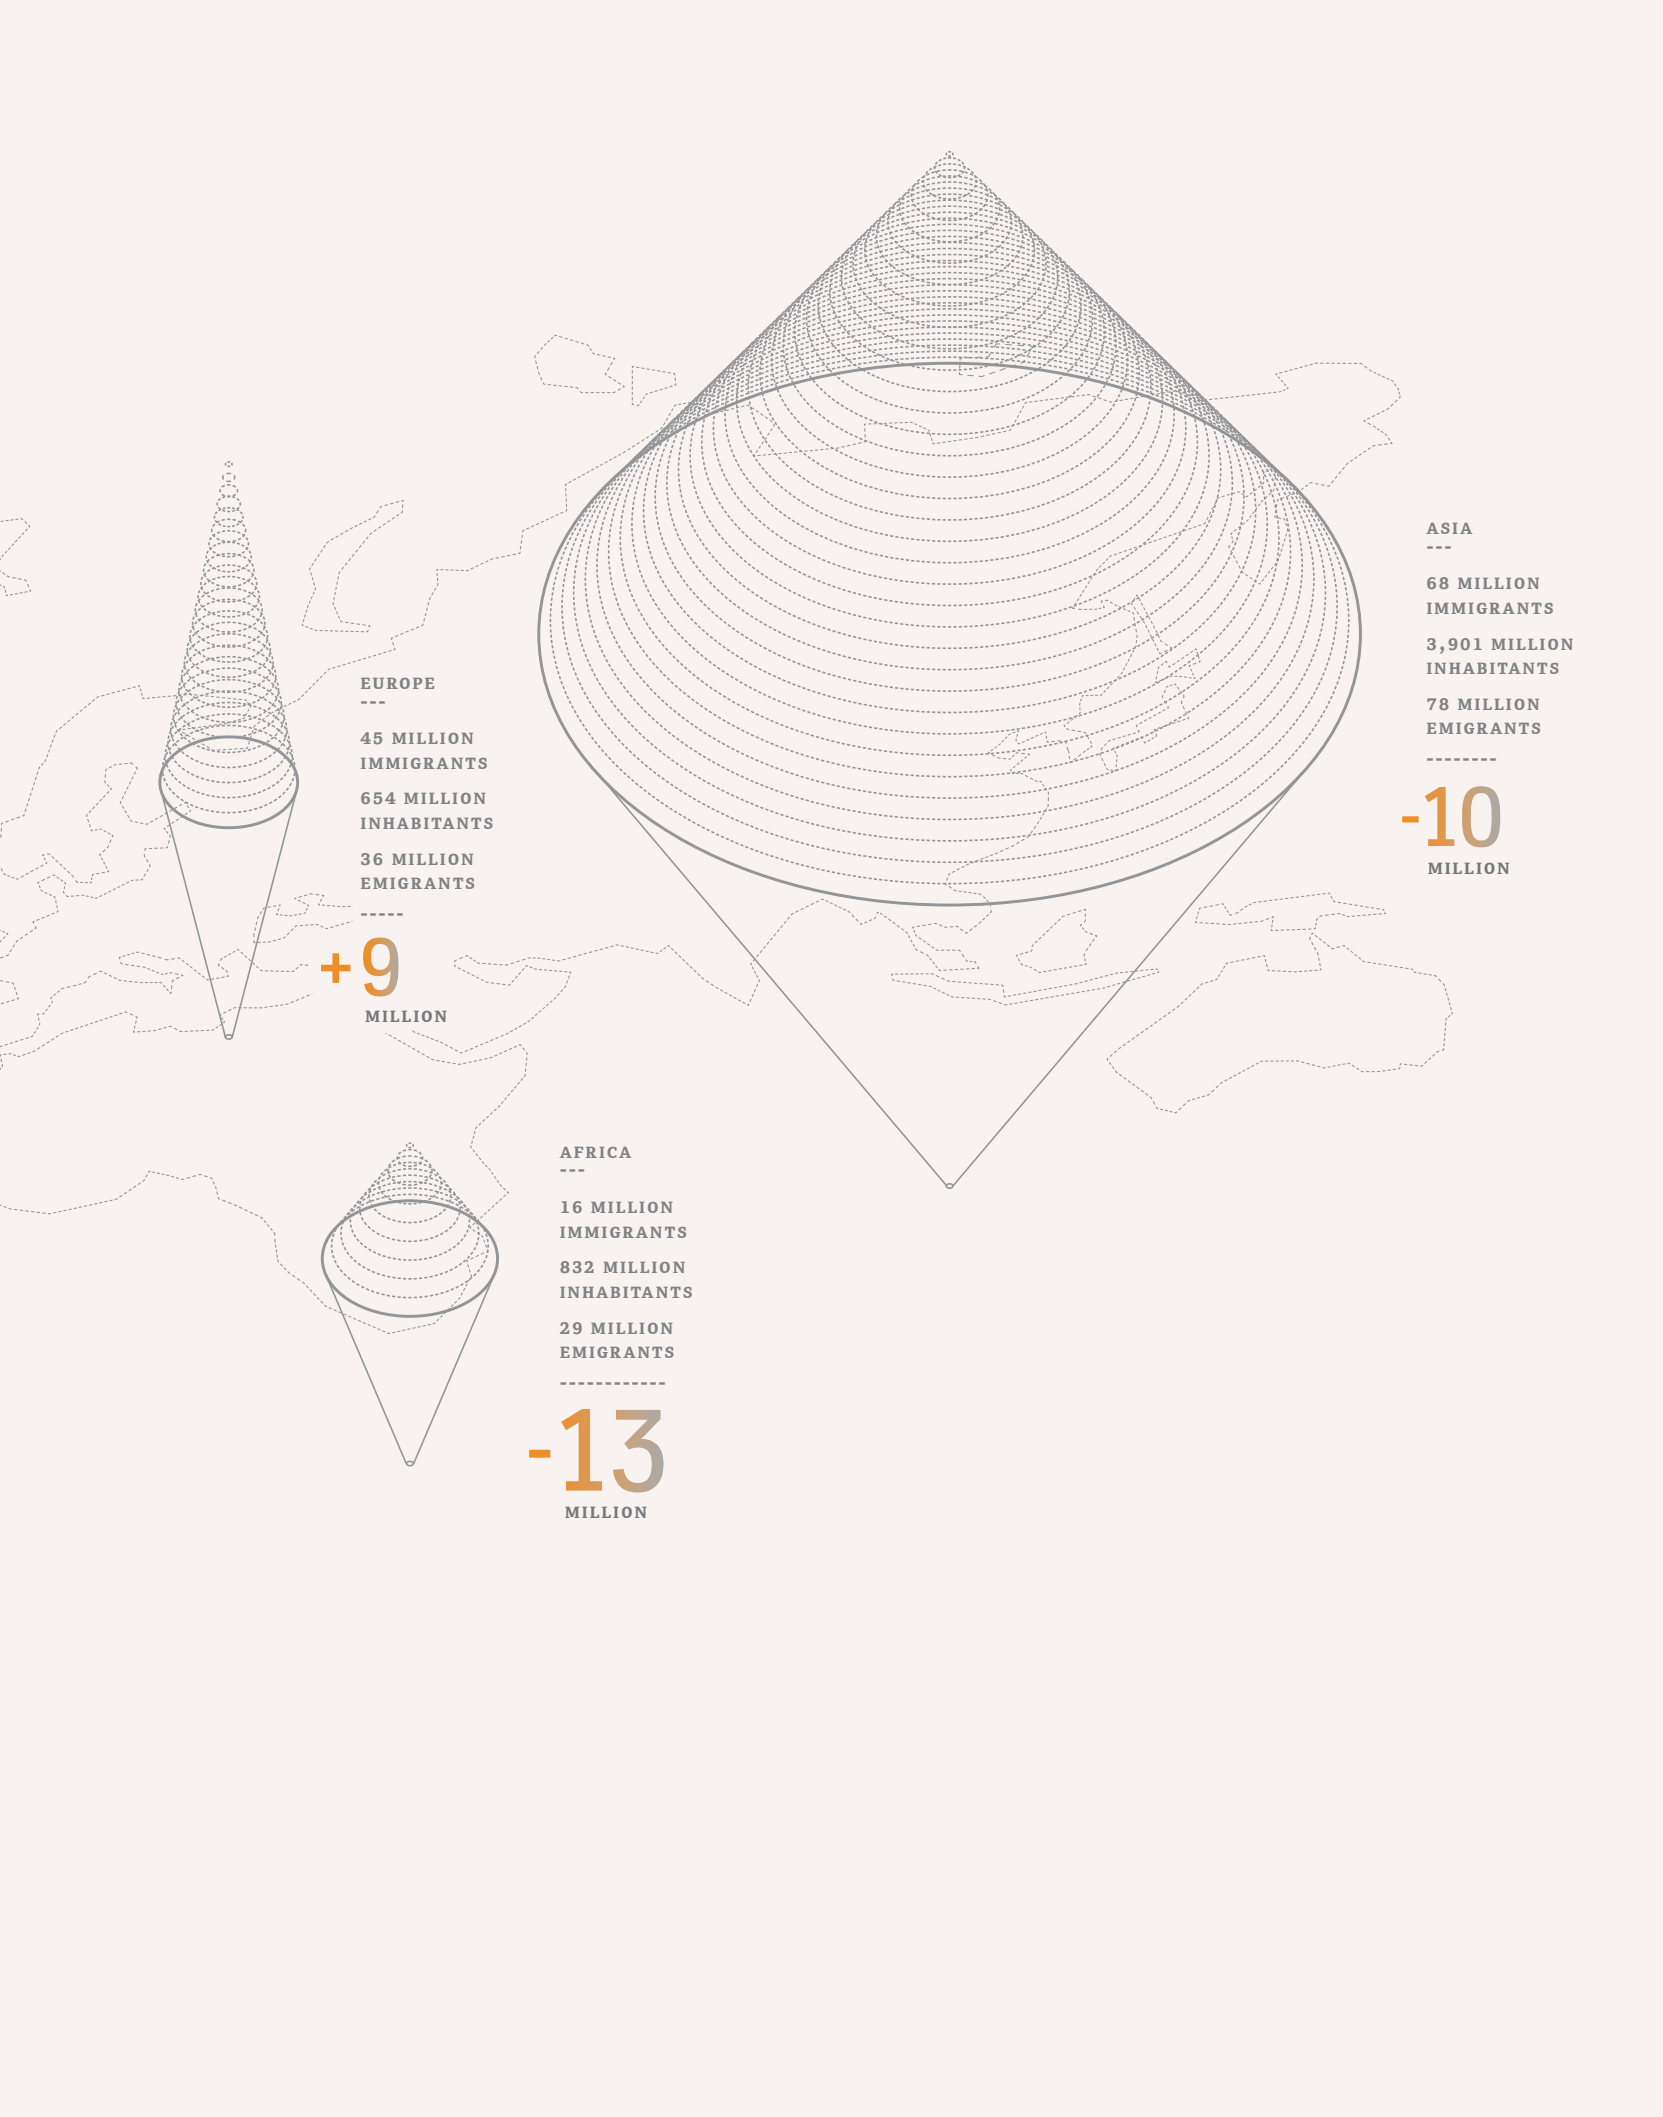 EUROPE
45 MILLION
IMMIGRANTS
654 MILLION
INHABITANTS
36 MILLION
EMIGRANTS
+9
MILLION
ASIA
68 MILLION
IMMIGRANTS
3,901 MILLION
INHABITANTS
78 MILLION
EMIGRANTS
-10
MILLION
AFRICA
16 MILLION
IMMIGRANTS
832 MILLION
INHABITANTS
29 MILLION
EMIGRANTS
-13
MILLION